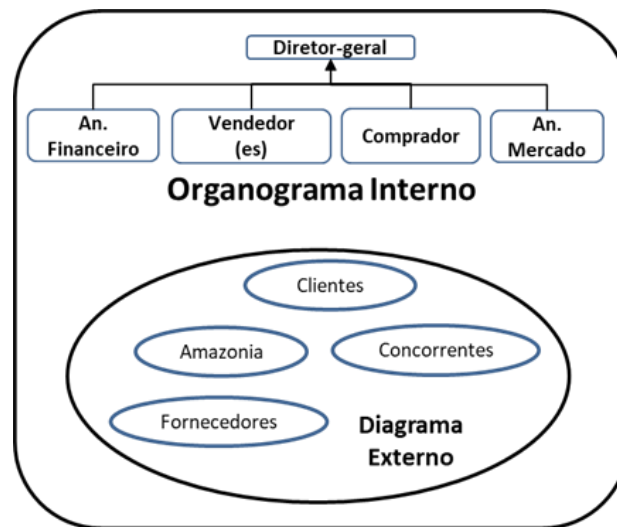 Diretor-geral
An.
Financeiro
Vendedor
(es)
Comprador
An.
Mercado
Organograma Interno
Clientes
Amazonia
Concorrentes
Fornecedores
Diagrama
Externo